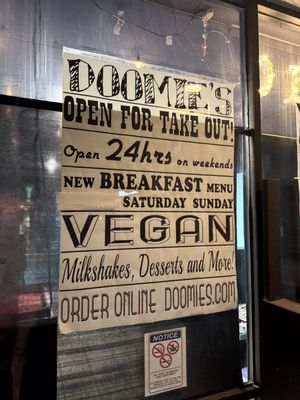 DOOMIE'S
OPEN FOR TAKE OUT!
Open 24hrs on weekends
NEW BREAKFAST MENU
SATURDAY SUNDAY
VEGAN
Milkshakes, Desserts and More!
ORDER ONLINE DOOMIES.COM
NOTICE